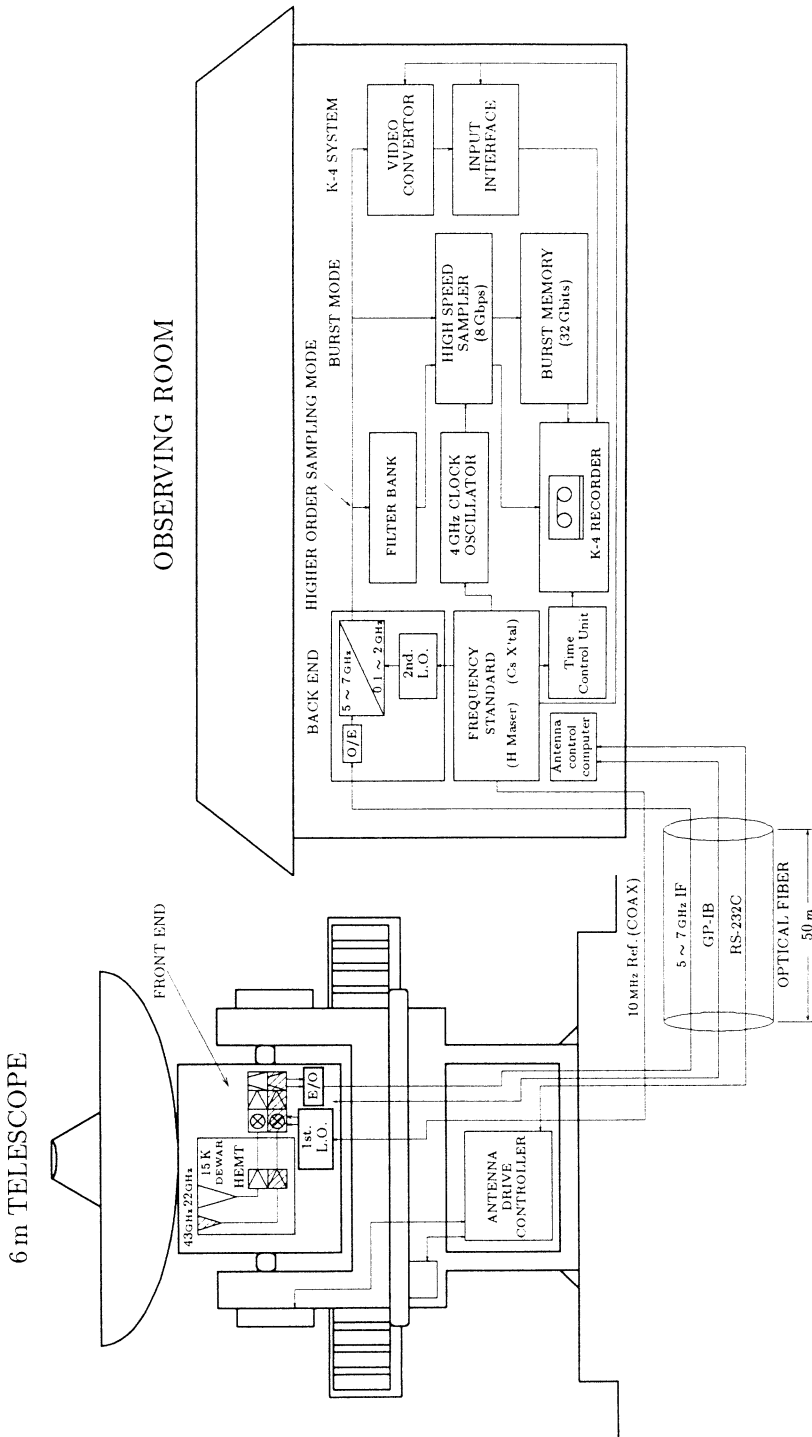 6 m TELESCOPE
43GHz 22GHz
15 K
DEWAR
HEMT
1st.
L.O.
E/O
FRONT END
ANTENNA
DRIVE
CONTROLLER
10 MHz Ref. (COAX)
5 ~ 7 GHz IF
GP-IB
RS-232C
OPTICAL FIBER
50 m
OBSERVING ROOM
BACK END
O/E
5 ~ 7 GHz
0.1 ~ 2 GHz
2nd.
L.O.
FREQUENCY
STANDARD
(H Maser) (Cs X'tal)
Antenna
control
computer
Time
Control Unit
HIGHER ORDER SAMPLING MODE
FILTER BANK
4 GHz CLOCK
OSCILLATOR
K-4 RECORDER
BURST MODE
HIGH SPEED
SAMPLER
(8 Gbps)
BURST MEMORY
(32 Gbits)
K-4 SYSTEM
VIDEO
CONVERTOR
INPUT
INTERFACE